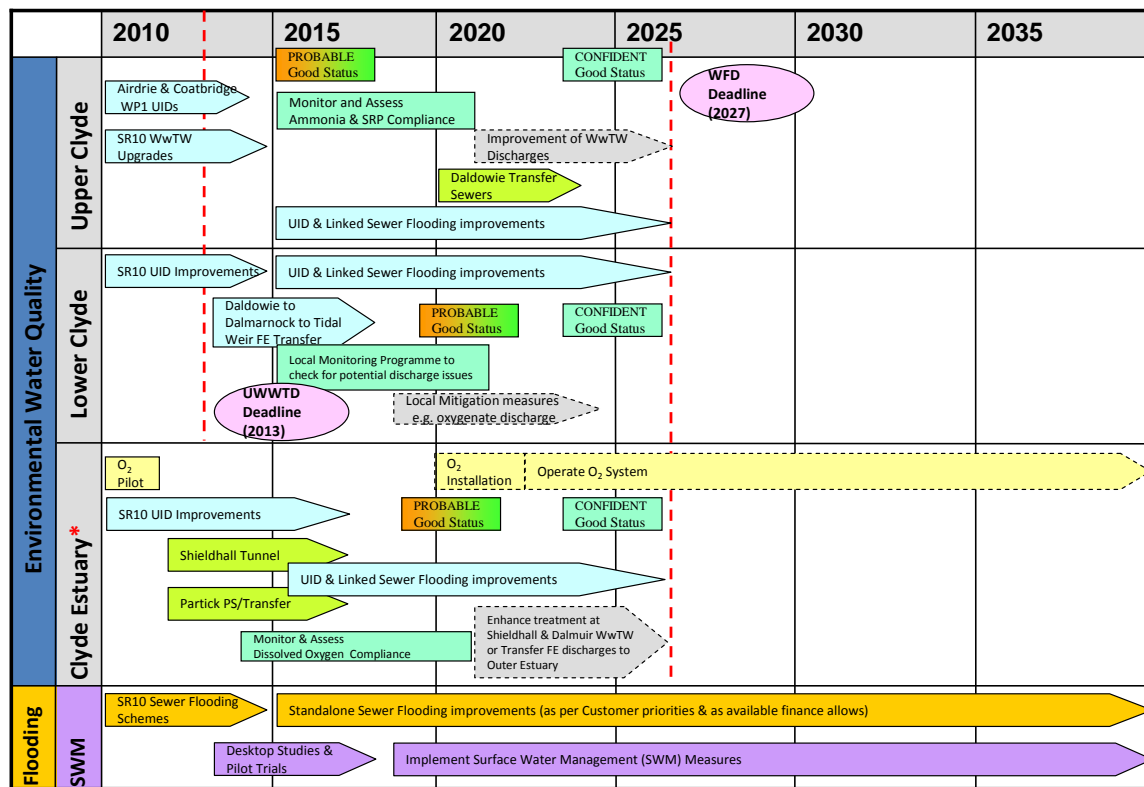 2010 2015 2020 2025 2030 2035
Environmental Water Quality
Upper Clyde
PROBABLE
Good Status
CONFIDENT
Good Status
WFD
Deadline
(2027)
Airdrie & Coatbridge
WP1 UIDs
Monitor and Assess
Ammonia & SRP Compliance
SR10 WwTW
Upgrades
Improvement of WwTW
Discharges
Daldowie Transfer
Sewers
UID & Linked Sewer Flooding improvements
Lower Clyde
SR10 UID Improvements
UID & Linked Sewer Flooding improvements
Daldowie to
Dalmarnock to Tidal
Weir FE Transfer
PROBABLE
Good Status
CONFIDENT
Good Status
Local Monitoring Programme to
check for potential discharge issues
UWWTD
Deadline
(2013)
Local Mitigation measures
e.g. oxygenate discharge
Clyde Estuary*
O2
Pilot
O2
Installation
Operate O2 System
SR10 UID Improvements
PROBABLE
Good Status
CONFIDENT
Good Status
Shieldhall Tunnel
UID & Linked Sewer Flooding improvements
Partick PS/Transfer
Enhance treatment at
Shieldhall & Dalmuir WwTW
or Transfer FE discharges to
Outer Estuary
Monitor & Assess
Dissolved Oxygen Compliance
Flooding
SWM
SR10 Sewer Flooding
Schemes
Standalone Sewer Flooding improvements (as per Customer priorities & as available finance allows)
Desktop Studies &
Pilot Trials
Implement Surface Water Management (SWM) Measures